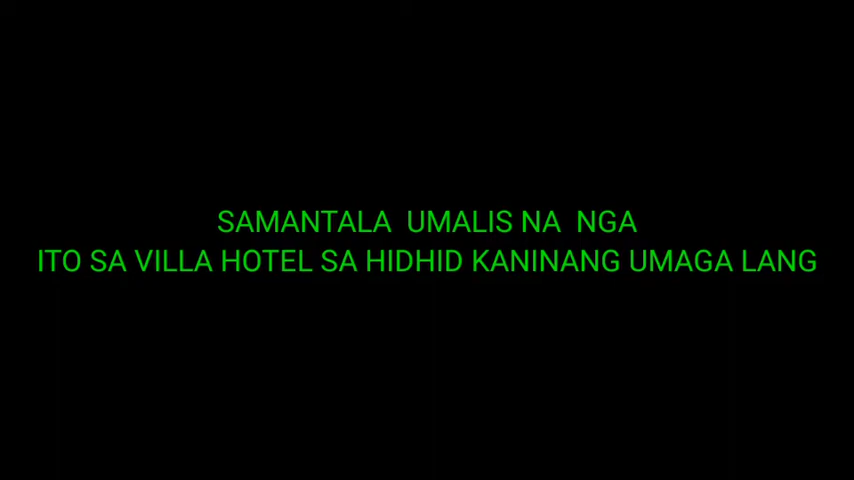 SAMANTALA  UMALIS NA  NGA
ITO SA VILLA HOTEL SA HIDHID KANINANG UMAGA LANG